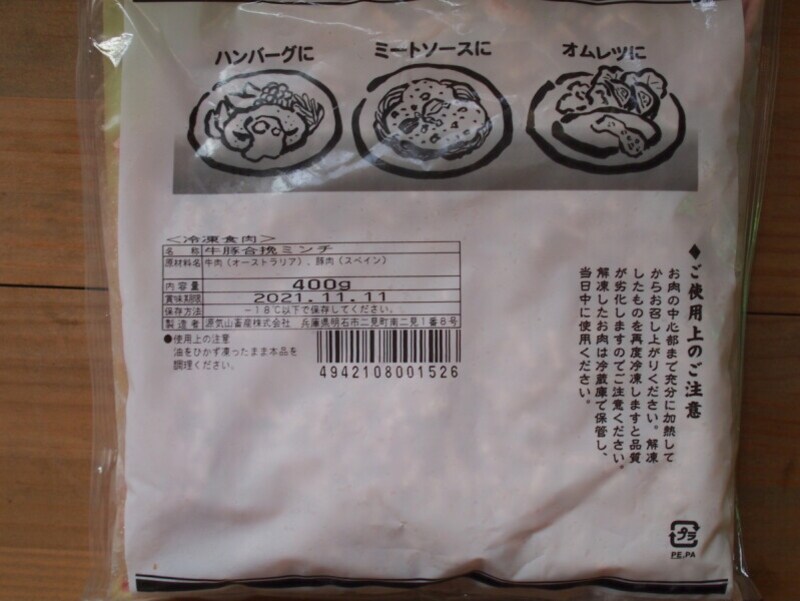 ハンバーグに
ミートソースに
オムレツに
＜冷凍食肉＞
名 称 牛豚合挽ミンチ
原材料名 牛肉（オーストラリア）、豚肉（スペイン）
内容量 400g
賞味期限 2021.11.11
保存方法 －18℃以下で保存してください。
製造者 源気山畜産株式会社 兵庫県明石市二見町南二見1番8号
●使用上の注意
油をひかず凍ったまま本品を
調理ください。
4942108001526
◆ご使用上のご注意
お肉の中心部まで充分に加熱して
からお召し上がりください。解凍
したものを再度冷凍しますと品質
が劣化しますのでご注意ください。
解凍したお肉は冷蔵庫で保管し、
当日中に使用ください。
プラ
PE,PA